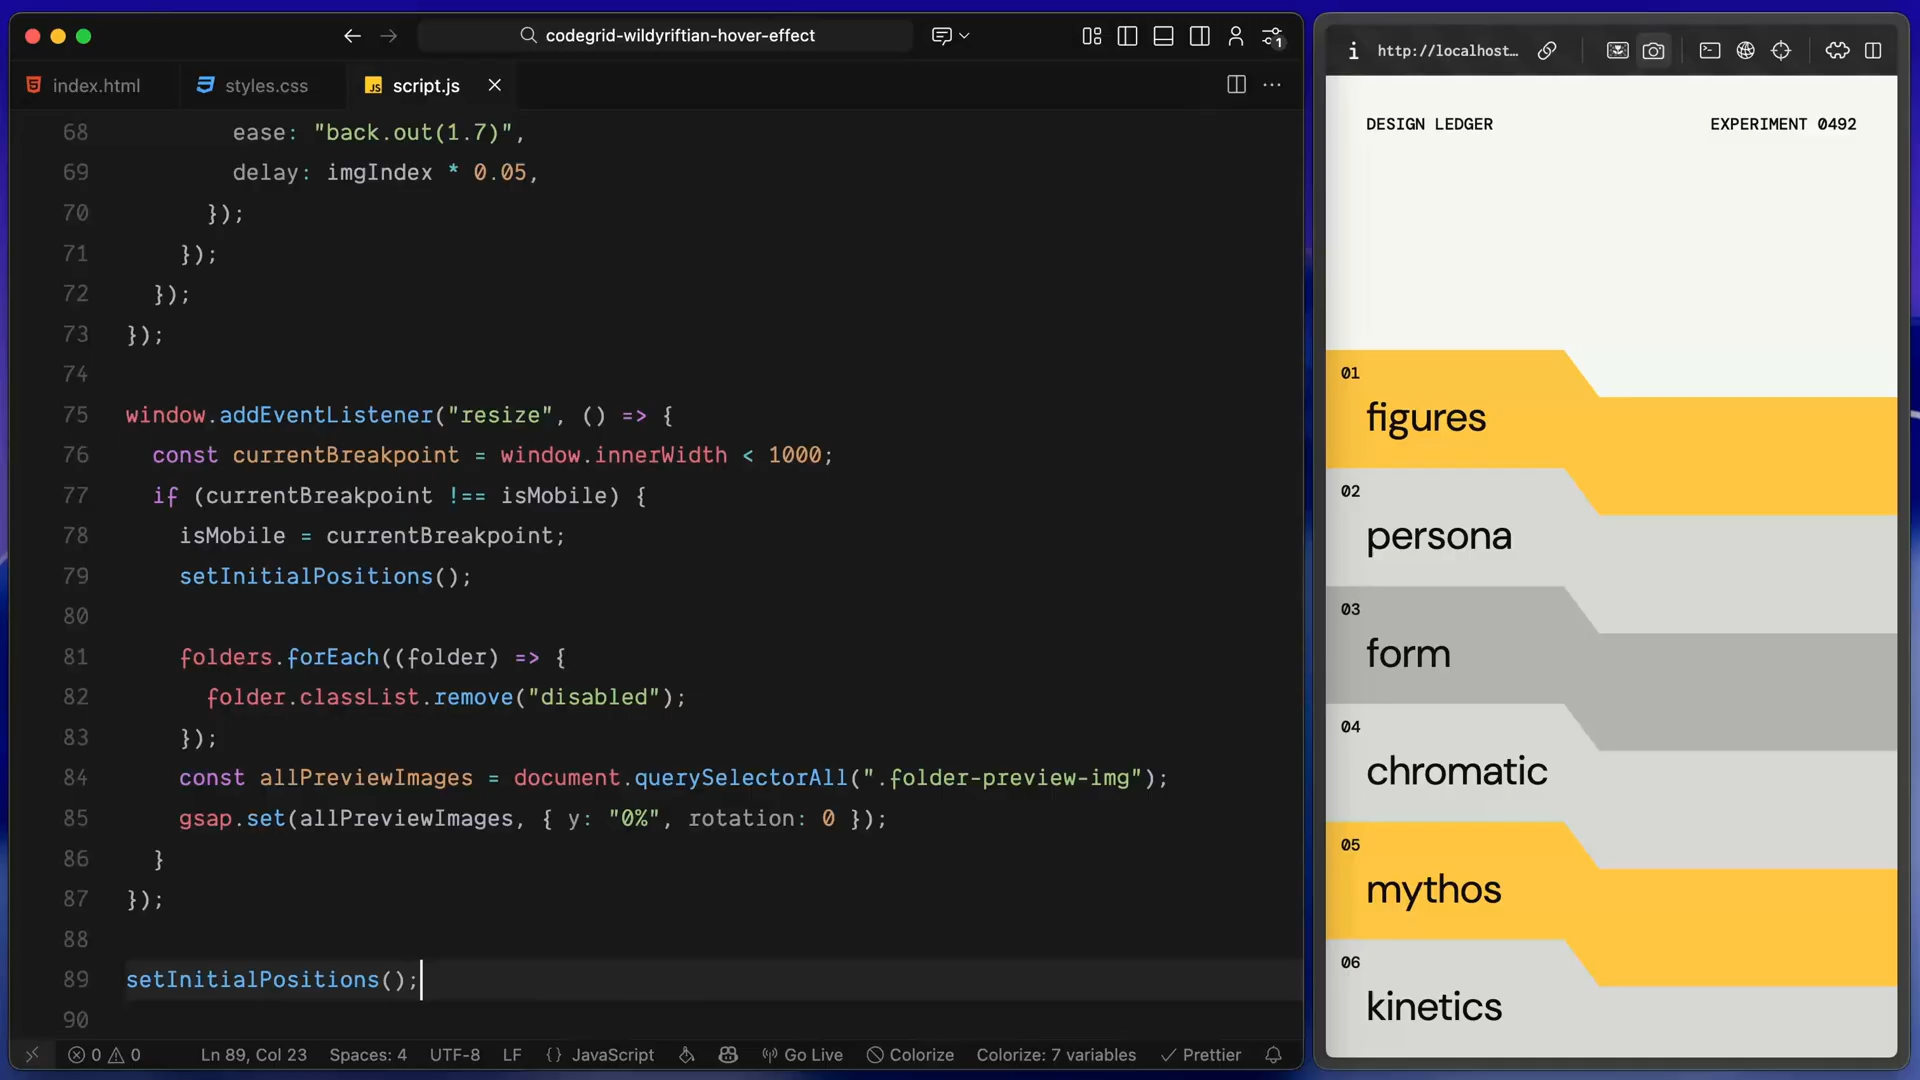 codegrid-wildyriftian-hover-effect
1
index.html
styles.css
JS script.js
68 ease: "back.out(1.7)",
69 delay: imgIndex * 0.05,
70 });
71 });
72 });
73 });
74
75 window.addEventListener("resize", () => {
76 const currentBreakpoint = window.innerWidth < 1000;
77 if (currentBreakpoint !== isMobile) {
78 isMobile = currentBreakpoint;
79 setInitialPositions();
80
81 folders.forEach((folder) => {
82 folder.classList.remove("disabled");
83 });
84 const allPreviewImages = document.querySelectorAll(".folder-preview-img");
85 gsap.set(allPreviewImages, { y: "0%", rotation: 0 });
86 }
87 });
88
89 setInitialPositions();
90
0 0 Ln 89, Col 23 Spaces: 4 UTF-8 LF {} JavaScript Go Live Colorize Colorize: 7 variables Prettier
http://localhost...
DESIGN LEDGER EXPERIMENT 0492
01
figures
02
persona
03
form
04
chromatic
05
mythos
06
kinetics